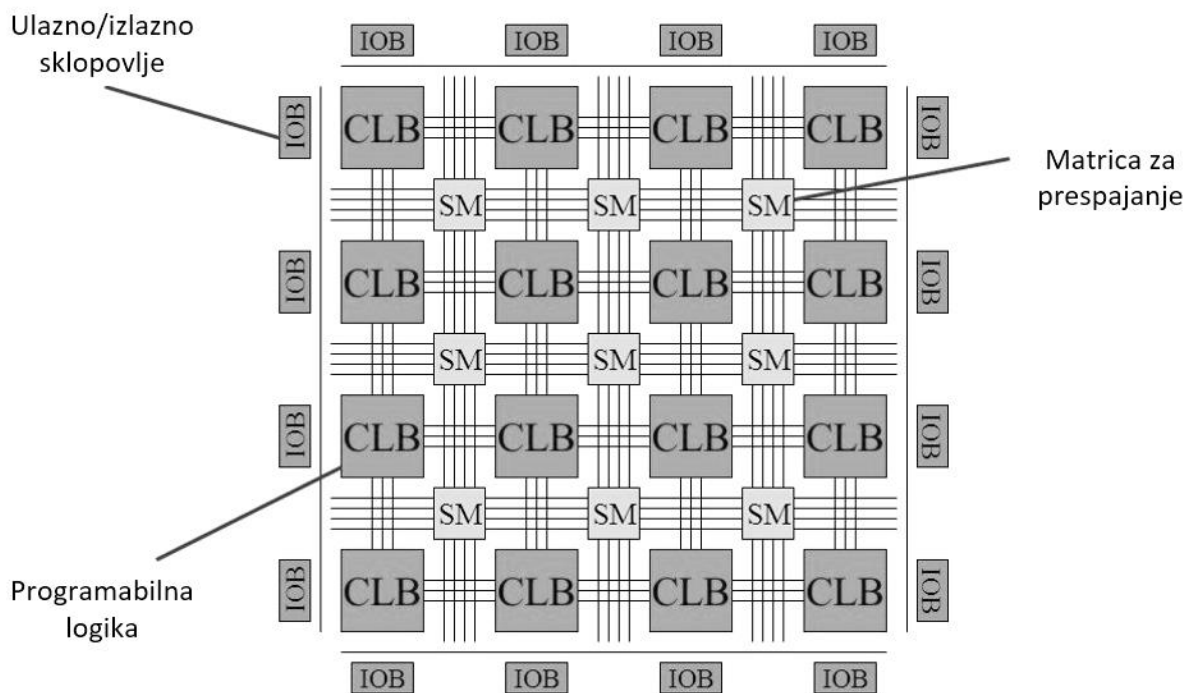 Ulazno/izlazno
sklopovlje
IOB IOB IOB IOB
IOB CLB CLB CLB CLB IOB
Matrica za
prespajanje
SM SM SM
IOB CLB CLB CLB CLB IOB
SM SM SM
IOB CLB CLB CLB CLB IOB
SM SM SM
Programabilna
logika
IOB CLB CLB CLB CLB IOB
IOB IOB IOB IOB